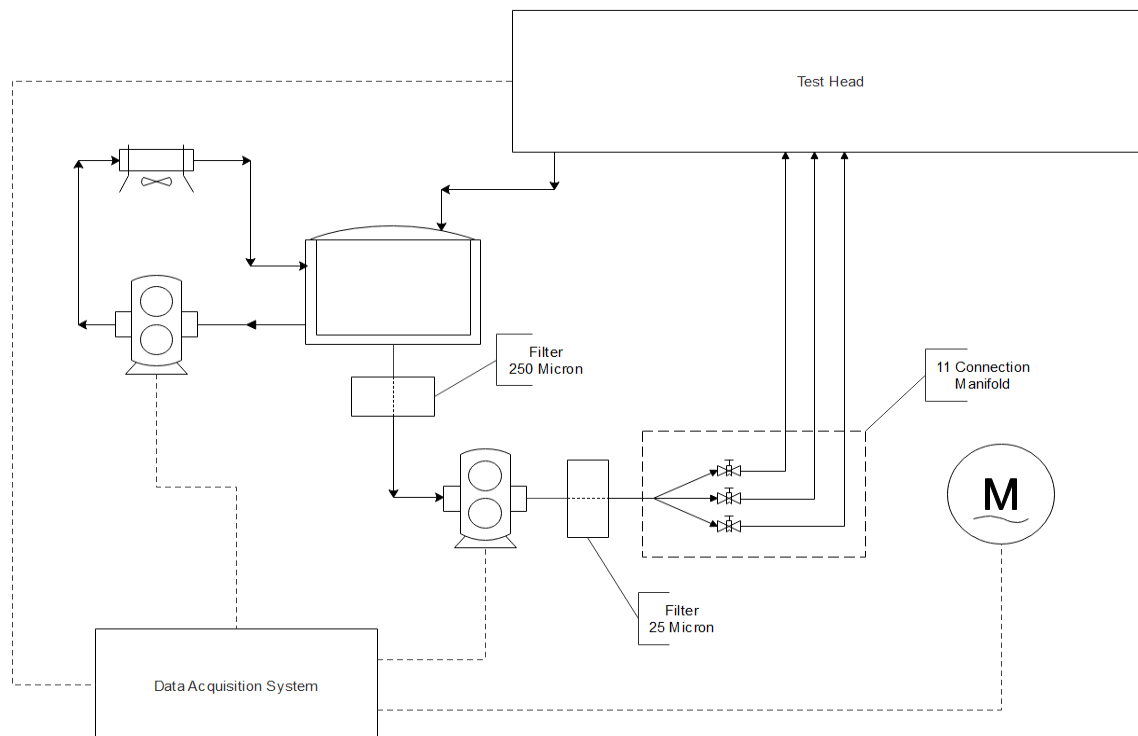 Test Head
Filter
250 Micron
11 Connection
Manifold
M
Filter
25 Micron
Data Acquisition System